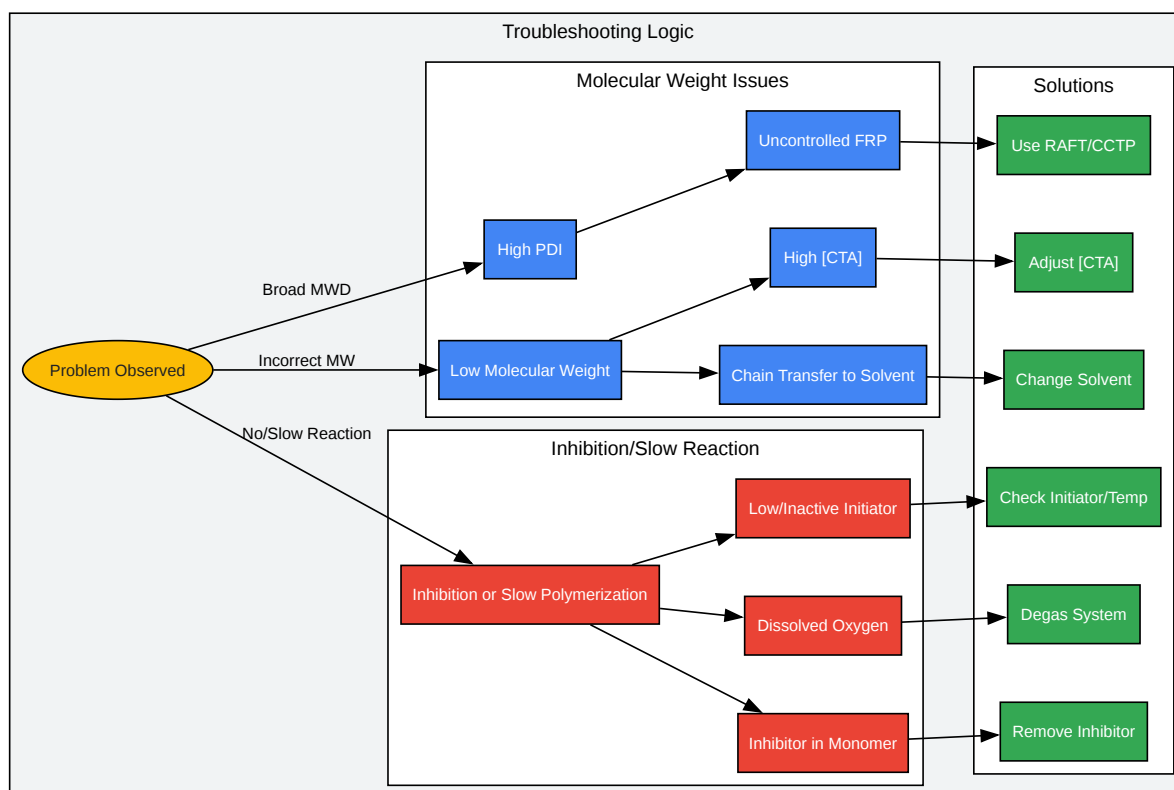 Troubleshooting Logic
Molecular Weight Issues
Solutions
Uncontrolled FRP
Use RAFT/CCTP
High PDI
High [CTA]
Adjust [CTA]
Broad MWD
Problem Observed
Incorrect MW
Low Molecular Weight
Chain Transfer to Solvent
Change Solvent
No/Slow Reaction
Inhibition/Slow Reaction
Low/Inactive Initiator
Check Initiator/Temp
Inhibition or Slow Polymerization
Dissolved Oxygen
Degas System
Inhibitor in Monomer
Remove Inhibitor